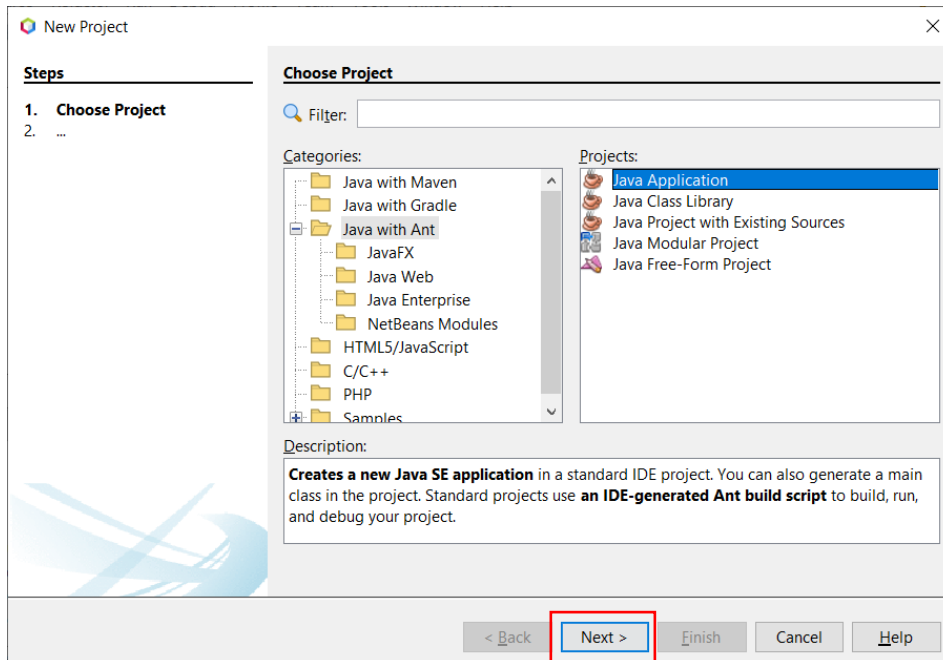 New Project
Steps
1. Choose Project
2. ...
Choose Project
Filter:
Categories:
Java with Maven
Java with Gradle
Java with Ant
JavaFX
Java Web
Java Enterprise
NetBeans Modules
HTML5/JavaScript
C/C++
PHP
Samples
Projects:
Java Application
Java Class Library
Java Project with Existing Sources
Java Modular Project
Java Free-Form Project
Description:
Creates a new Java SE application in a standard IDE project. You can also generate a main
class in the project. Standard projects use an IDE-generated Ant build script to build, run,
and debug your project.
< Back
Next >
Finish
Cancel
Help